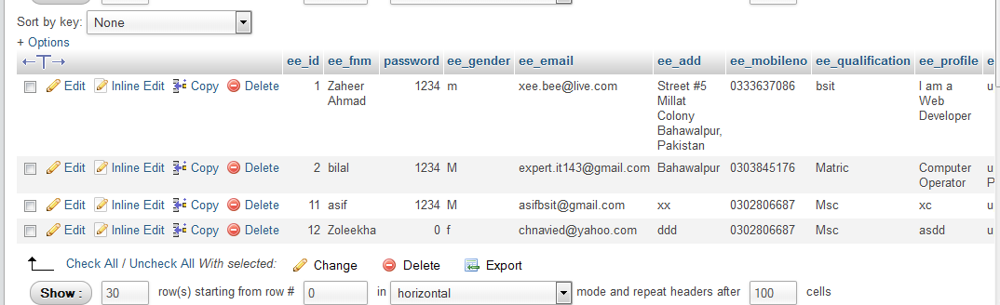 Sort by key: None
+ Options
ee_id ee_fnm password ee_gender ee_email ee_add ee_mobileno ee_qualification ee_profile
Edit Inline Edit Copy Delete 1 Zaheer Ahmad 1234 m xee.bee@live.com Street #5 Millat Colony Bahawalpur, Pakistan 0333637086 bsit I am a Web Developer u
Edit Inline Edit Copy Delete 2 bilal 1234 M expert.it143@gmail.com Bahawalpur 0303845176 Matric Computer Operator u P
Edit Inline Edit Copy Delete 11 asif 1234 M asifbsit@gmail.com xx 0302806687 Msc xc u
Edit Inline Edit Copy Delete 12 Zoleekha 0 f chnavied@yahoo.com ddd 0302806687 Msc asdd u
Check All / Uncheck All With selected: Change Delete Export
Show : 30 row(s) starting from row # 0 in horizontal mode and repeat headers after 100 cells